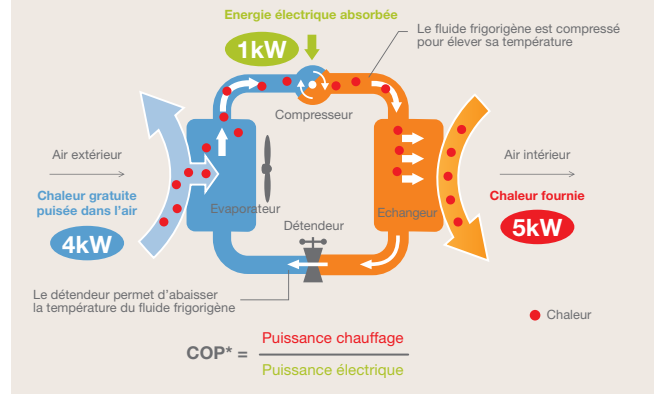 Energie électrique absorbée
1kW
Le fluide frigorigène est compressé
pour élever sa température
Compresseur
Air extérieur
Chaleur gratuite
puisée dans l'air
4kW
Evaporateur
Détendeur
Echangeur
Air intérieur
Chaleur fournie
5kW
Le détendeur permet d'abaisser
la température du fluide frigorigène
Chaleur
COP* =
Puissance chauffage
Puissance électrique